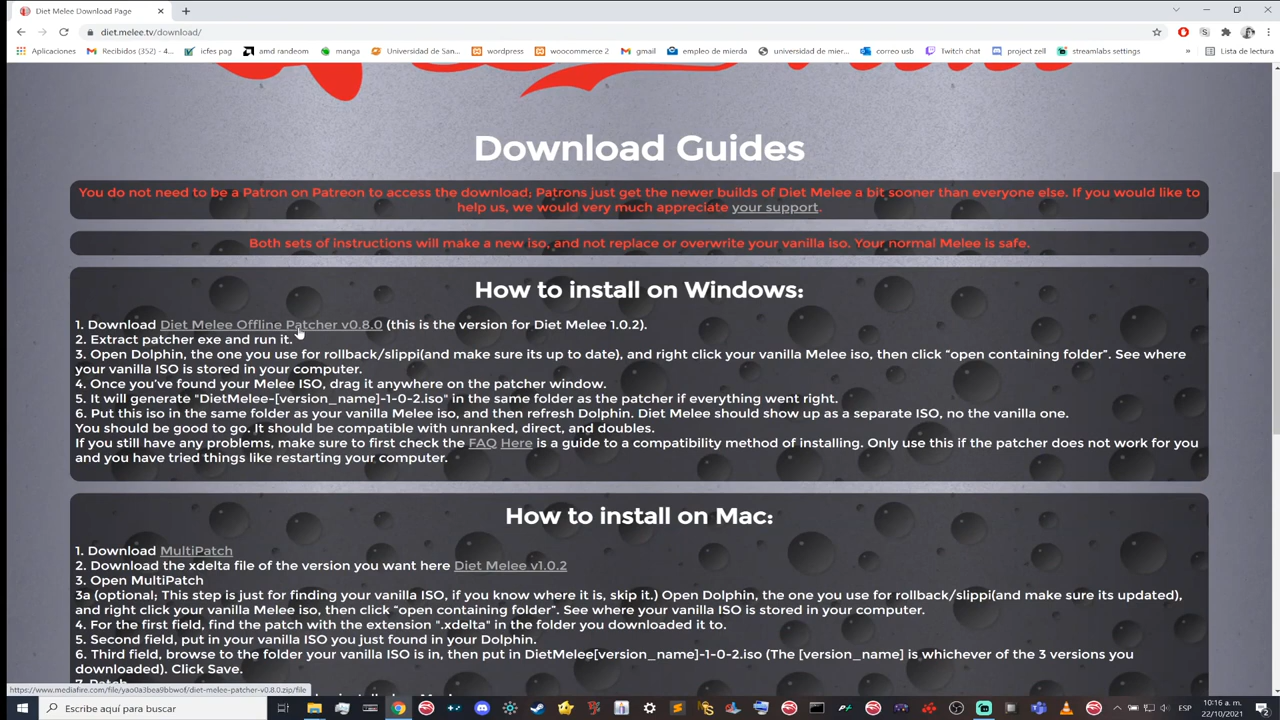 Diet Melee Download Page
diet.melee.tv/download/
Aplicaciones
Recibidos (352) - 4...
icfes pag
amd randeom
manga
Universidad de San...
wordpress
woocommerce 2
gmail
empleo de mierda
universidad de mier...
correo usb
Twitch chat
project zell
streamlabs settings
»
Lista de lectura
Download Guides
You do not need to be a Patron on Patreon to access the download; Patrons just get the newer builds of Diet Melee a bit sooner than everyone else. If you would like to
help us, we would very much appreciate your support.
Both sets of instructions will make a new iso, and not replace or overwrite your vanilla iso. Your normal Melee is safe.
How to install on Windows:
1. Download Diet Melee Offline Patcher v0.8.0 (this is the version for Diet Melee 1.0.2).
2. Extract patcher exe and run it.
3. Open Dolphin, the one you use for rollback/slippi(and make sure its up to date), and right click your vanilla Melee iso, then click “open containing folder”. See where
your vanilla ISO is stored in your computer.
4. Once you’ve found your Melee ISO, drag it anywhere on the patcher window.
5. It will generate "DietMelee-[version_name]-1-0-2.iso" in the same folder as the patcher if everything went right.
6. Put this iso in the same folder as your vanilla Melee iso, and then refresh Dolphin. Diet Melee should show up as a separate ISO, no the vanilla one.
You should be good to go. It should be compatible with unranked, direct, and doubles.
If you still have any problems, make sure to first check the FAQ Here is a guide to a compatibility method of installing. Only use this if the patcher does not work for you
and you have tried things like restarting your computer.
How to install on Mac:
1. Download MultiPatch
2. Download the xdelta file of the version you want here Diet Melee v1.0.2
3. Open MultiPatch
3a (optional; This step is just for finding your vanilla ISO, if you know where it is, skip it.) Open Dolphin, the one you use for rollback/slippi(and make sure its updated),
and right click your vanilla Melee iso, then click “open containing folder”. See where your vanilla ISO is stored in your computer.
4. For the first field, find the patch with the extension ".xdelta" in the folder you downloaded it to.
5. Second field, put in your vanilla ISO you just found in your Dolphin.
6. Third field, browse to the folder your vanilla ISO is in, then put in DietMelee[version_name]-1-0-2.iso (The [version_name] is whichever of the 3 versions you
downloaded). Click Save.
7. Patch
https://www.mediafire.com/file/yao0a3bea9bbwof/diet-melee-patcher-v0.8.0.zip/file
Escribe aquí para buscar
ESP
10:16 a. m.
22/10/2021